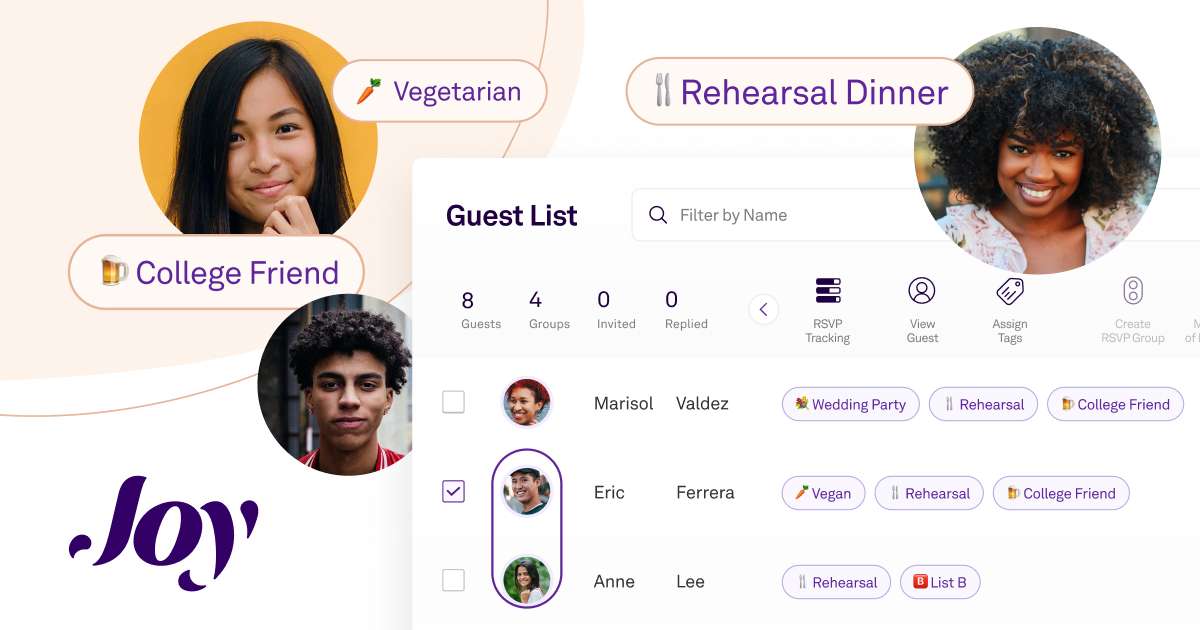 Vegetarian
Rehearsal Dinner
College Friend
Guest List
Filter by Name
8
Guests
4
Groups
0
Invited
0
Replied
RSVP
Tracking
View
Guest
Assign
Tags
Create
RSVP Group
Marisol Valdez Wedding Party Rehearsal College Friend
Eric Ferrera Vegan Rehearsal College Friend
Anne Lee Rehearsal B List B
Joy